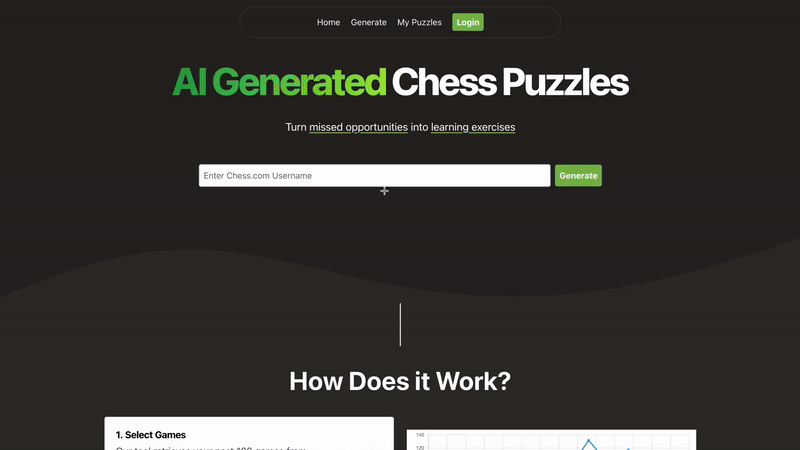 Home Generate My Puzzles Login
AI Generated Chess Puzzles
Turn missed opportunities into learning exercises
Enter Chess.com Username Generate
How Does it Work?
1. Select Games
Our tool retrieves your past 100 games from
140
120